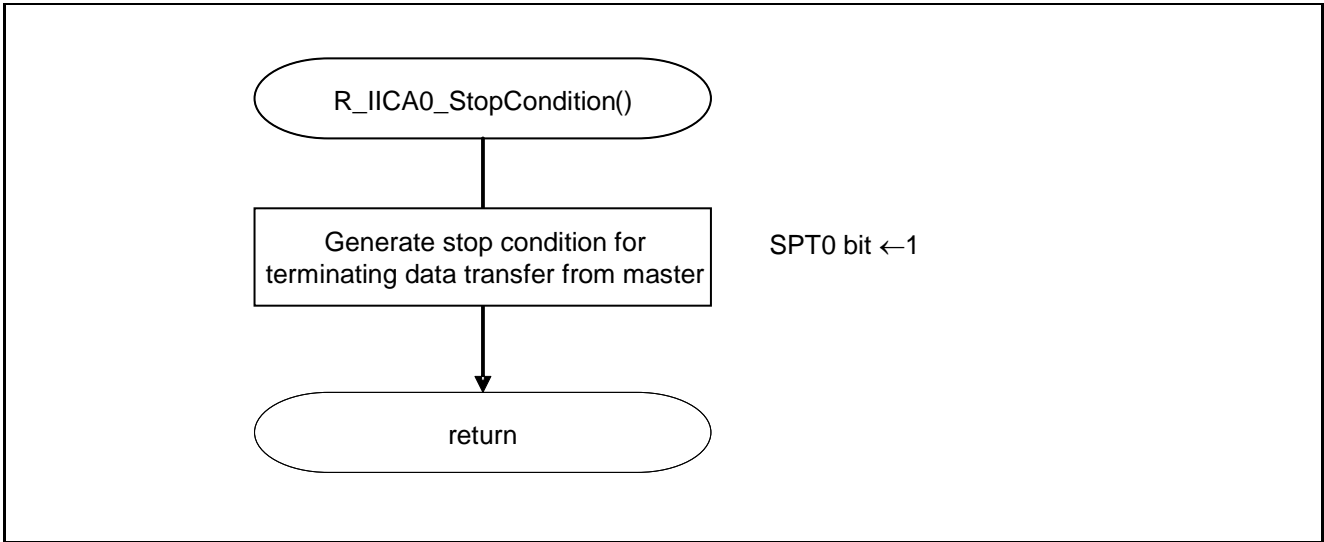 R_IICA0_StopCondition()
Generate stop condition for
terminating data transfer from master
SPT0 bit ←1
return